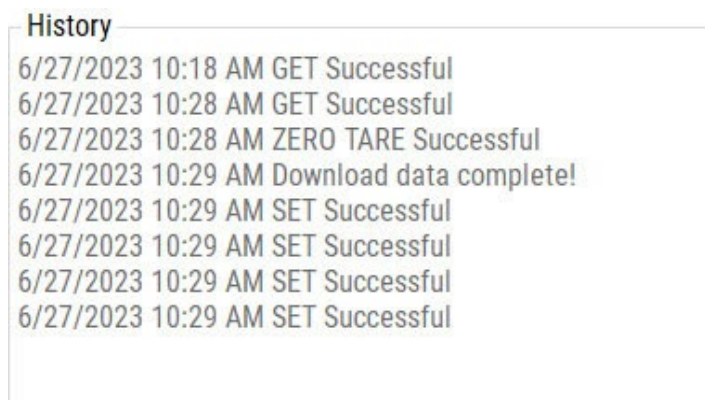 History
6/27/2023 10:18 AM GET Successful
6/27/2023 10:28 AM GET Successful
6/27/2023 10:28 AM ZERO TARE Successful
6/27/2023 10:29 AM Download data complete!
6/27/2023 10:29 AM SET Successful
6/27/2023 10:29 AM SET Successful
6/27/2023 10:29 AM SET Successful
6/27/2023 10:29 AM SET Successful